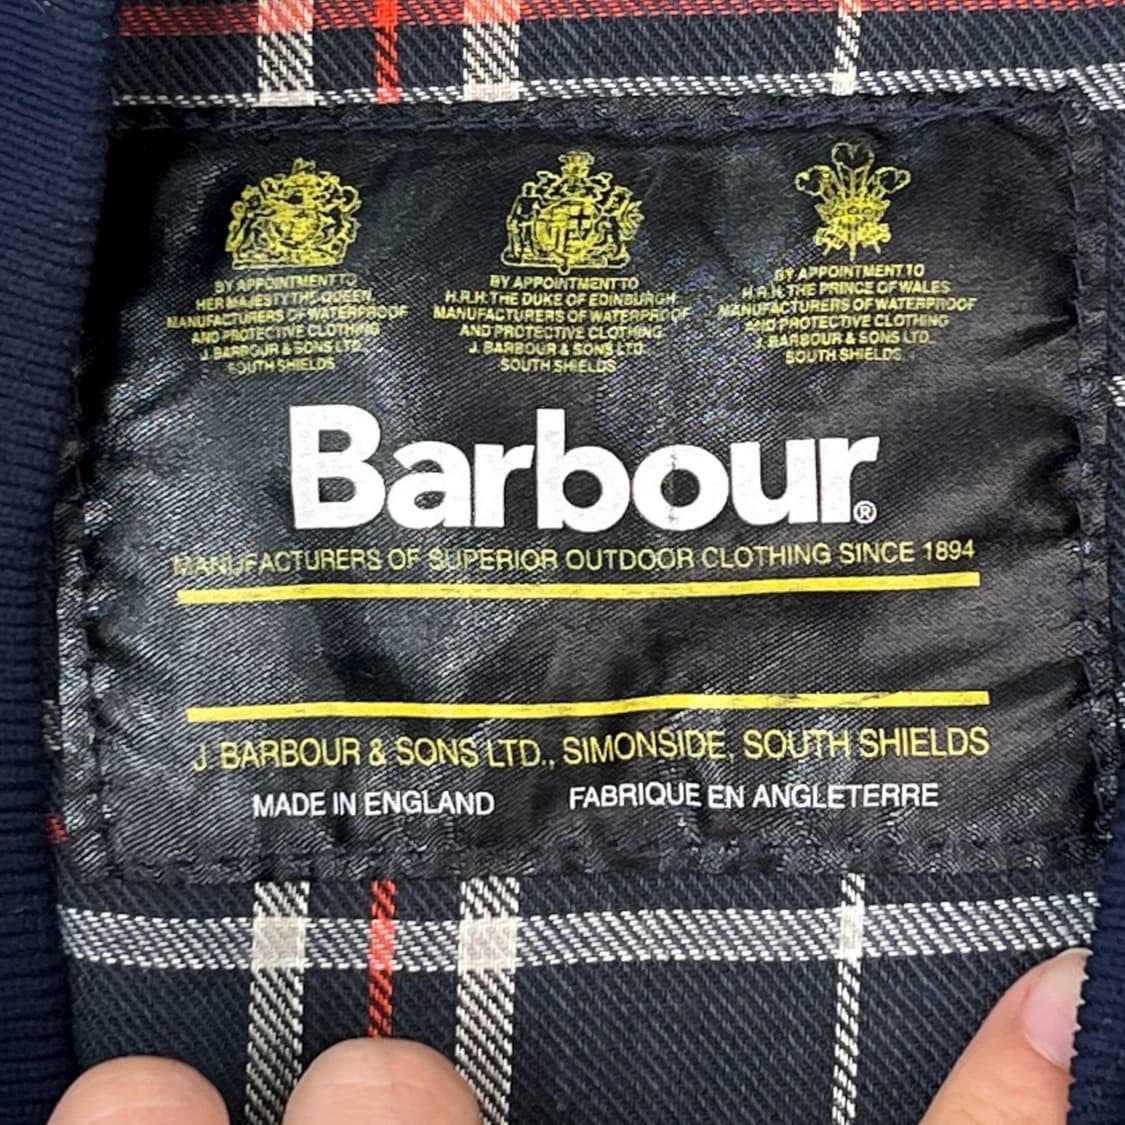 BY APPOINTMENT TO
HER MAJESTY THE QUEEN
MANUFACTURERS OF WATERPROOF
AND PROTECTIVE CLOTHING
J. BARBOUR & SONS LTD.
SOUTH SHIELDS
BY APPOINTMENT TO
H.R.H. THE DUKE OF EDINBURGH
MANUFACTURERS OF WATERPROOF
AND PROTECTIVE CLOTHING
J. BARBOUR & SONS LTD.
SOUTH SHIELDS
BY APPOINTMENT TO
H.R.H. THE PRINCE OF WALES
MANUFACTURERS OF WATERPROOF
AND PROTECTIVE CLOTHING
J. BARBOUR & SONS LTD.
SOUTH SHIELDS.
Barbour®
MANUFACTURERS OF SUPERIOR OUTDOOR CLOTHING SINCE 1894
J. BARBOUR & SONS LTD., SIMONSIDE, SOUTH SHIELDS
MADE IN ENGLAND FABRIQUE EN ANGLETERRE